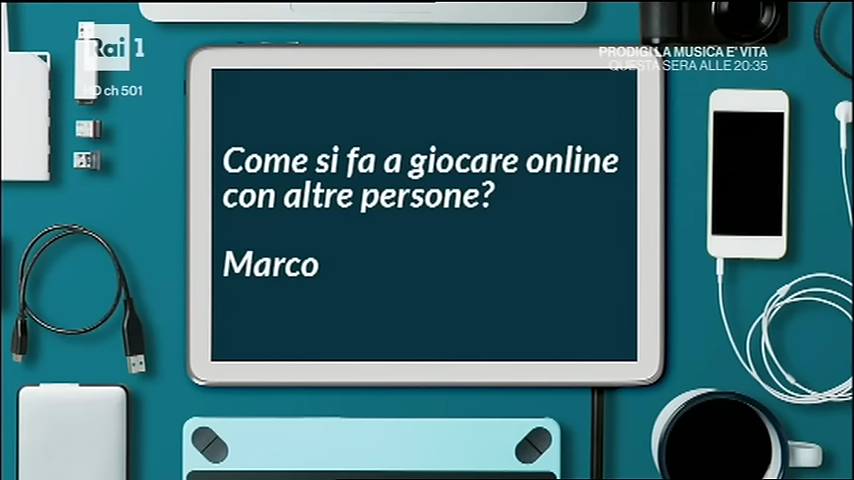 Rai 1
HD ch 501
PRODIGI LA MUSICA E' VITA
QUESTA SERA ALLE 20:35
Come si fa a giocare online
con altre persone?
Marco